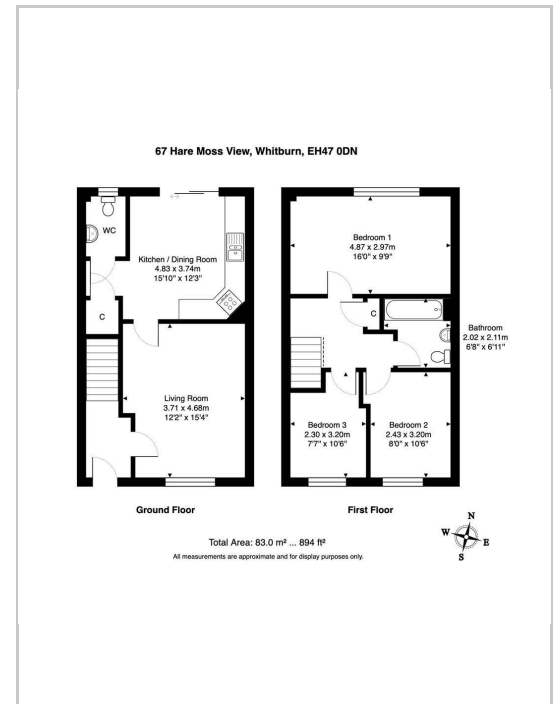 67 Hare Moss View, Whitburn, EH47 0DN
WC
Kitchen / Dining Room
4.83 x 3.74m
15'10" x 12'3"
C
Living Room
3.71 x 4.68m
12'2" x 15'4"
Ground Floor
Bedroom 1
4.87 x 2.97m
16'0" x 9'9"
C
Bathroom
2.02 x 2.11m
6'8" x 6'11"
Bedroom 3
2.30 x 3.20m
7'7" x 10'6"
Bedroom 2
2.43 x 3.20m
8'0" x 10'6"
First Floor
N
W
E
S
Total Area: 83.0 m² ... 894 ft²
All measurements are approximate and for display purposes only.